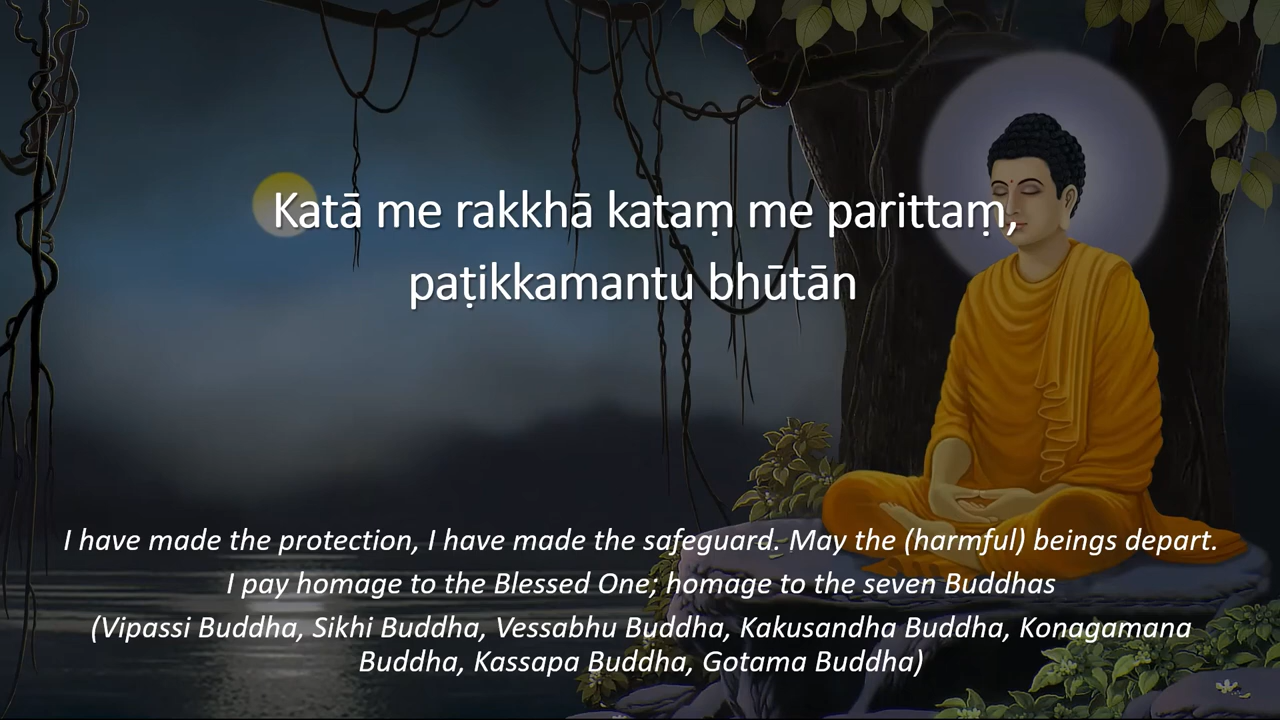 Katā me rakkhā kataṃ me parittaṃ,
paṭikkamantu bhūtān
I have made the protection, I have made the safeguard. May the (harmful) beings depart.
I pay homage to the Blessed One; homage to the seven Buddhas
(Vipassi Buddha, Sikhi Buddha, Vessabhu Buddha, Kakusandha Buddha, Konagamana
Buddha, Kassapa Buddha, Gotama Buddha)